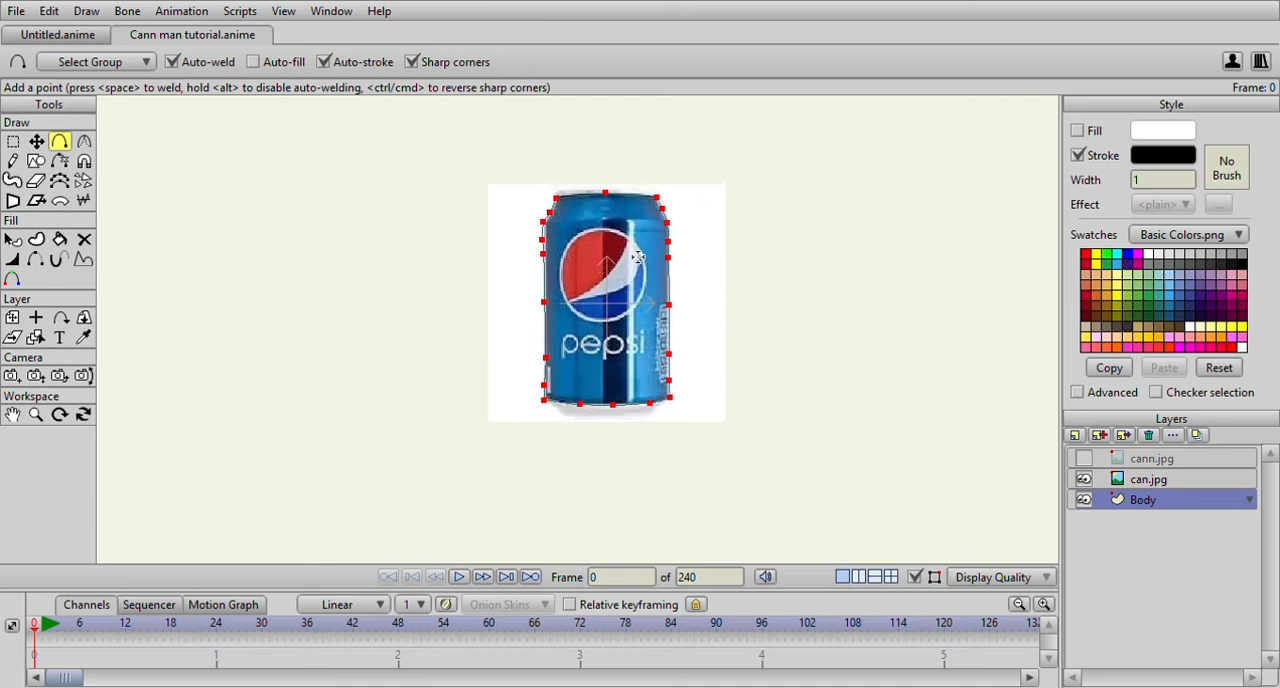 File Edit Draw Bone Animation Scripts View Window Help
Untitled.anime Cann man tutorial.anime
Select Group Auto-weld Auto-fill Auto-stroke Sharp corners
Add a point (press <space> to weld, hold <alt> to disable auto-welding, <ctrl/cmd> to reverse sharp corners) Frame: 0
Tools
Draw
Fill
Layer
Camera
Workspace
pepsi
Style
Fill
Stroke
No Brush
Width 1
Effect <plain> ...
Swatches Basic Colors.png
Copy Paste Reset
Advanced Checker selection
Layers
cann.jpg
can.jpg
Body
Frame 0 of 240 Display Quality
Channels Sequencer Motion Graph Linear 1 Onion Skins Relative keyframing
0 6 12 18 24 30 36 42 48 54 60 66 72 78 84 90 96 102 108 114 120 126
0 1 2 3 4 5